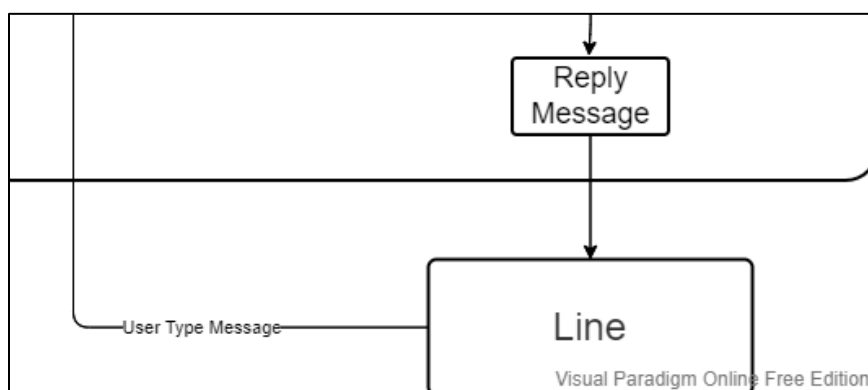 Reply
Message
User Type Message
Line
Visual Paradigm Online Free Edition